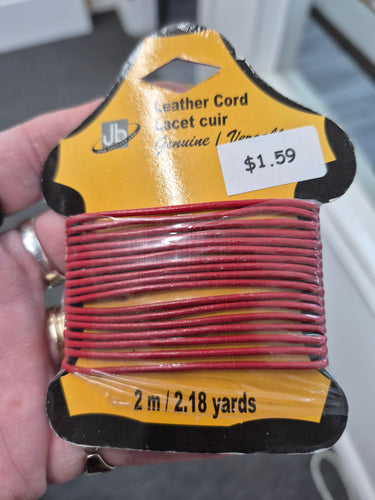 Jb
Leather Cord
Lacet cuir
Genuine /
$1.59
2 m / 2.18 yards